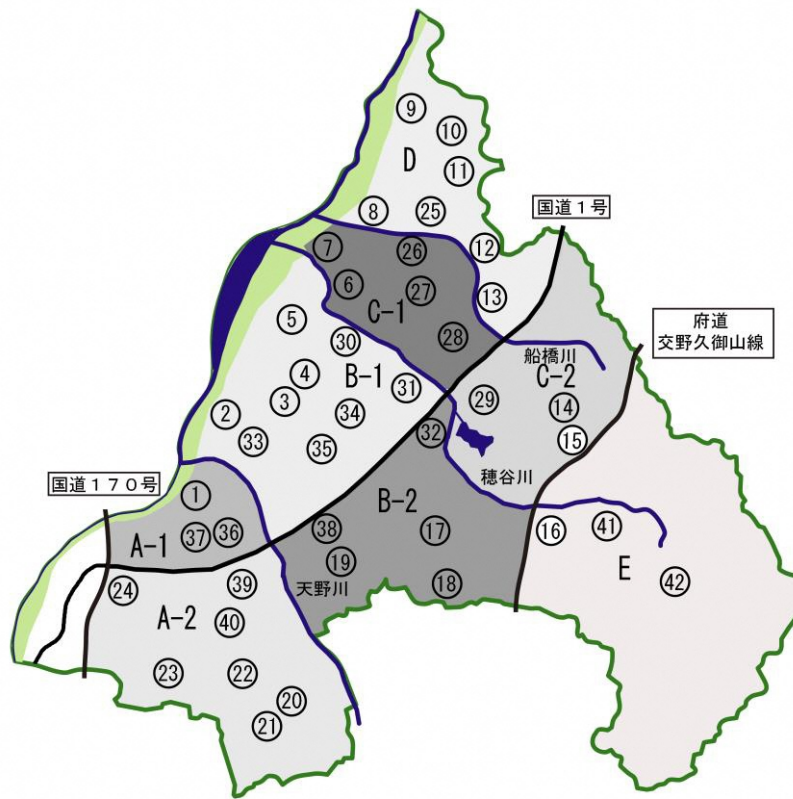 ⑨
⑩
D
⑪
⑧
㉕
国道1号
⑦
㉖
⑫
⑥
㉗
⑬
C-1
⑤
㉚
㉘
府道
交野久御山線
船橋川
④
B-1
㉛
C-2
③
㉙
②
㉞
⑭
㉝
㉟
㉜
⑮
穂谷川
国道170号
①
B-2
㊲
㊱
㊳
⑰
⑯
㊶
A-1
⑲
E
天野川
㉔
㊴
⑱
㊷
A-2
㊵
㉓
㉒
⑳
㉑